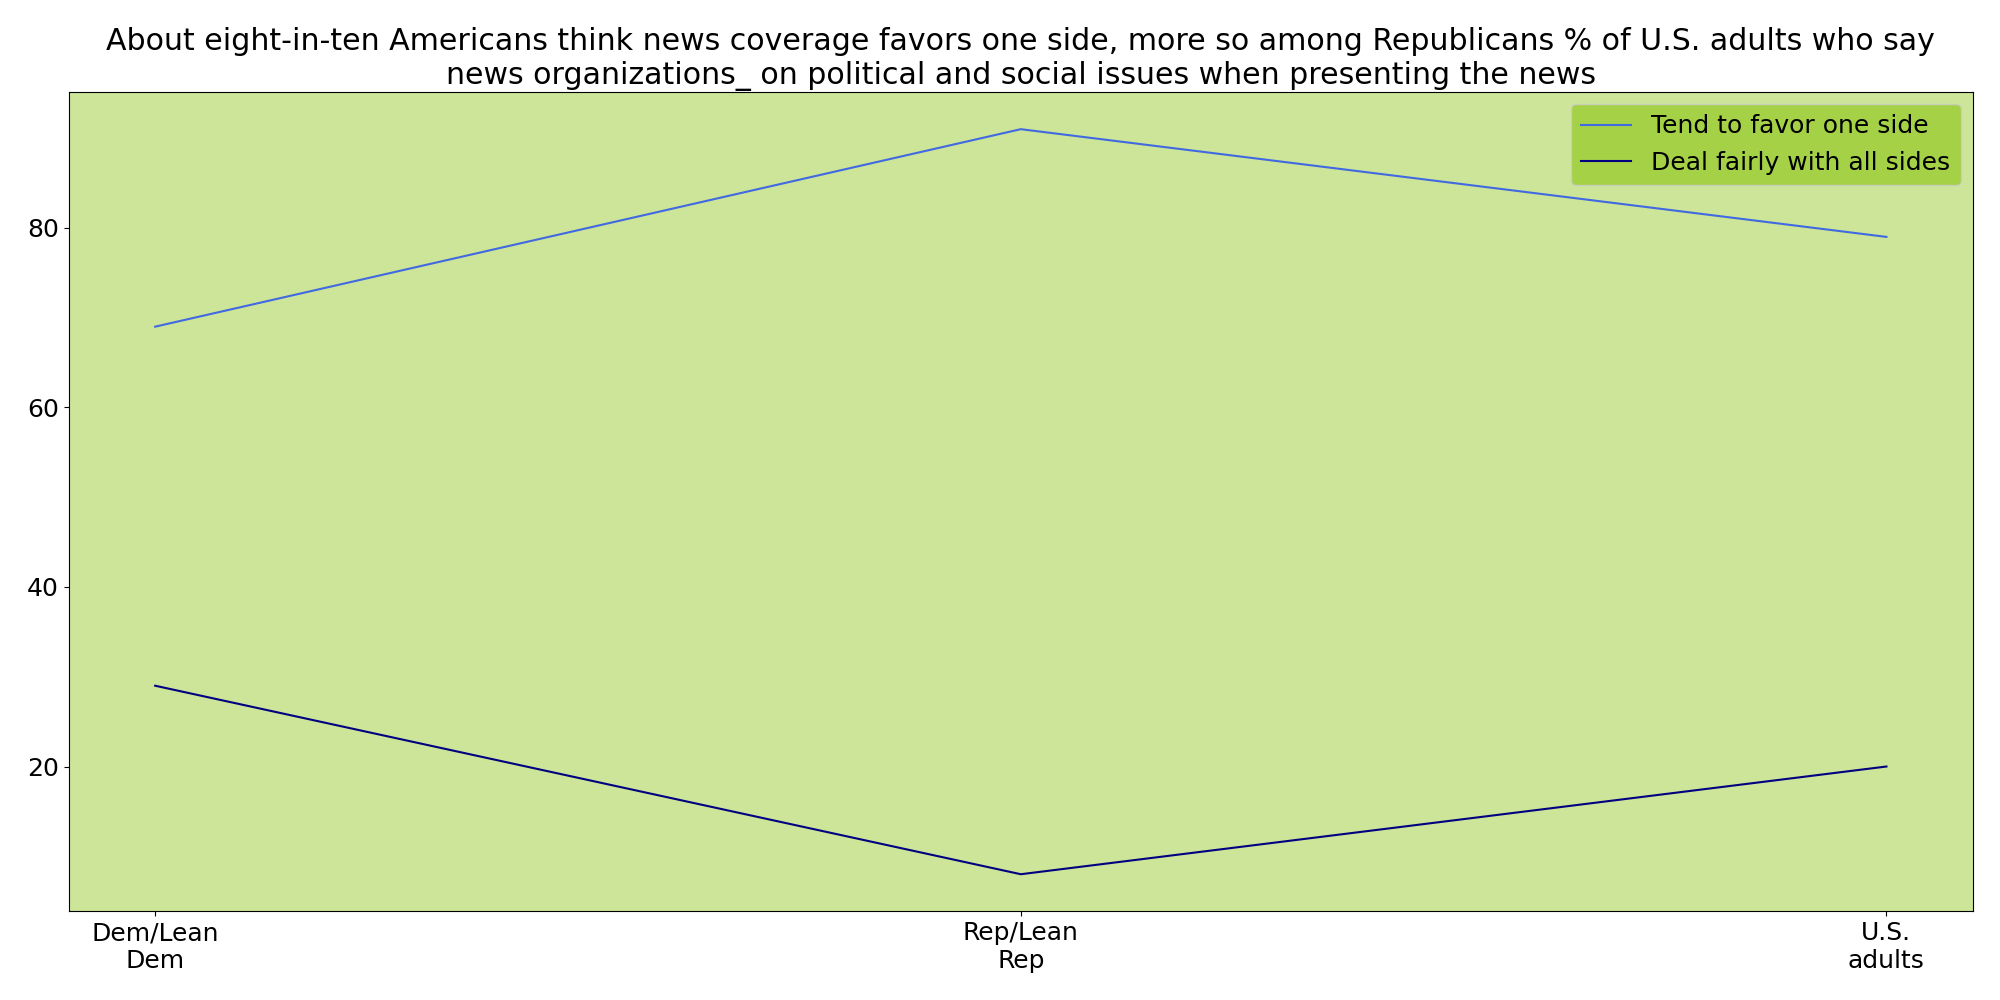 About eight-in-ten Americans think news coverage favors one side, more so among Republicans % of U.S. adults who say
news organizations_ on political and social issues when presenting the news
Tend to favor one side
Deal fairly with all sides
80
60
40
20
Dem/Lean
Dem
Rep/Lean
Rep
U.S.
adults